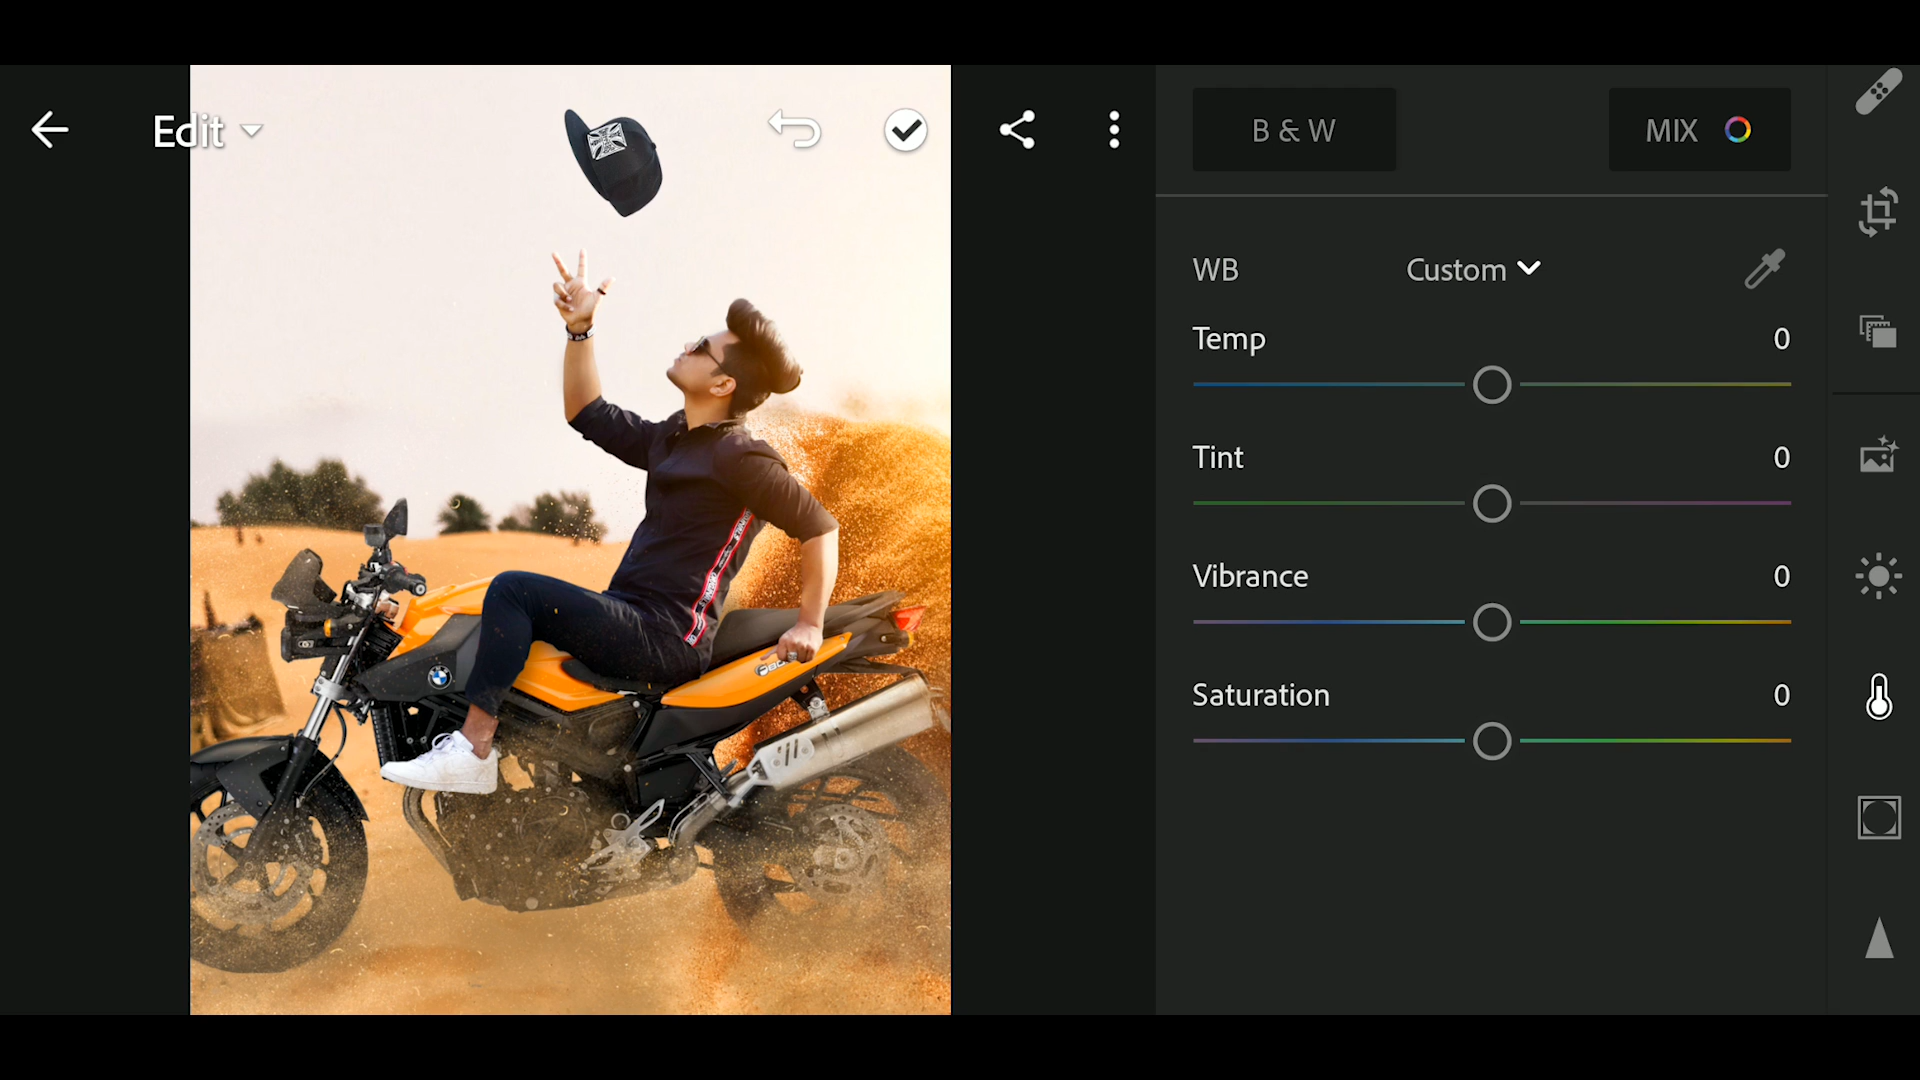 Edit
B & W
MIX
WB
Custom
Temp
0
Tint
0
Vibrance
0
Saturation
0